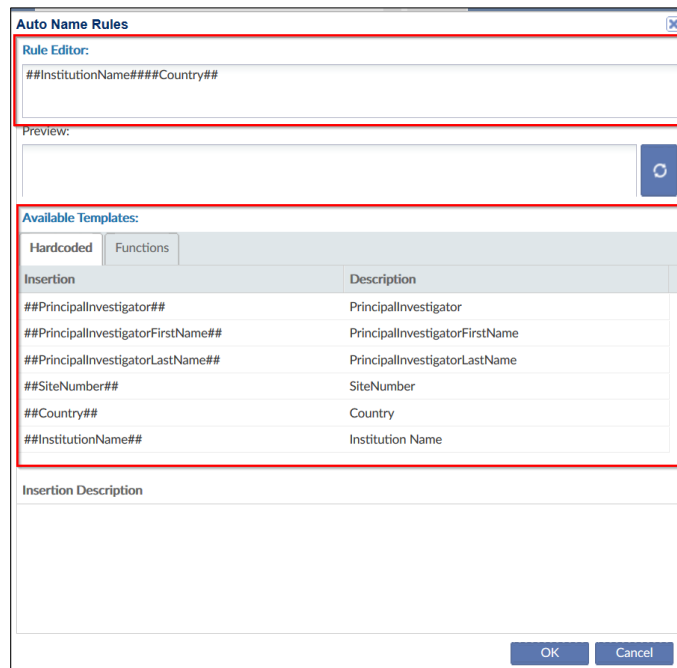 Auto Name Rules
Rule Editor:
##InstitutionName####Country##
Preview:
Available Templates:
Hardcoded Functions
Insertion Description
##PrincipalInvestigator## PrincipalInvestigator
##PrincipalInvestigatorFirstName## PrincipalInvestigatorFirstName
##PrincipalInvestigatorLastName## PrincipalInvestigatorLastName
##SiteNumber## SiteNumber
##Country## Country
##InstitutionName## Institution Name
Insertion Description
OK Cancel